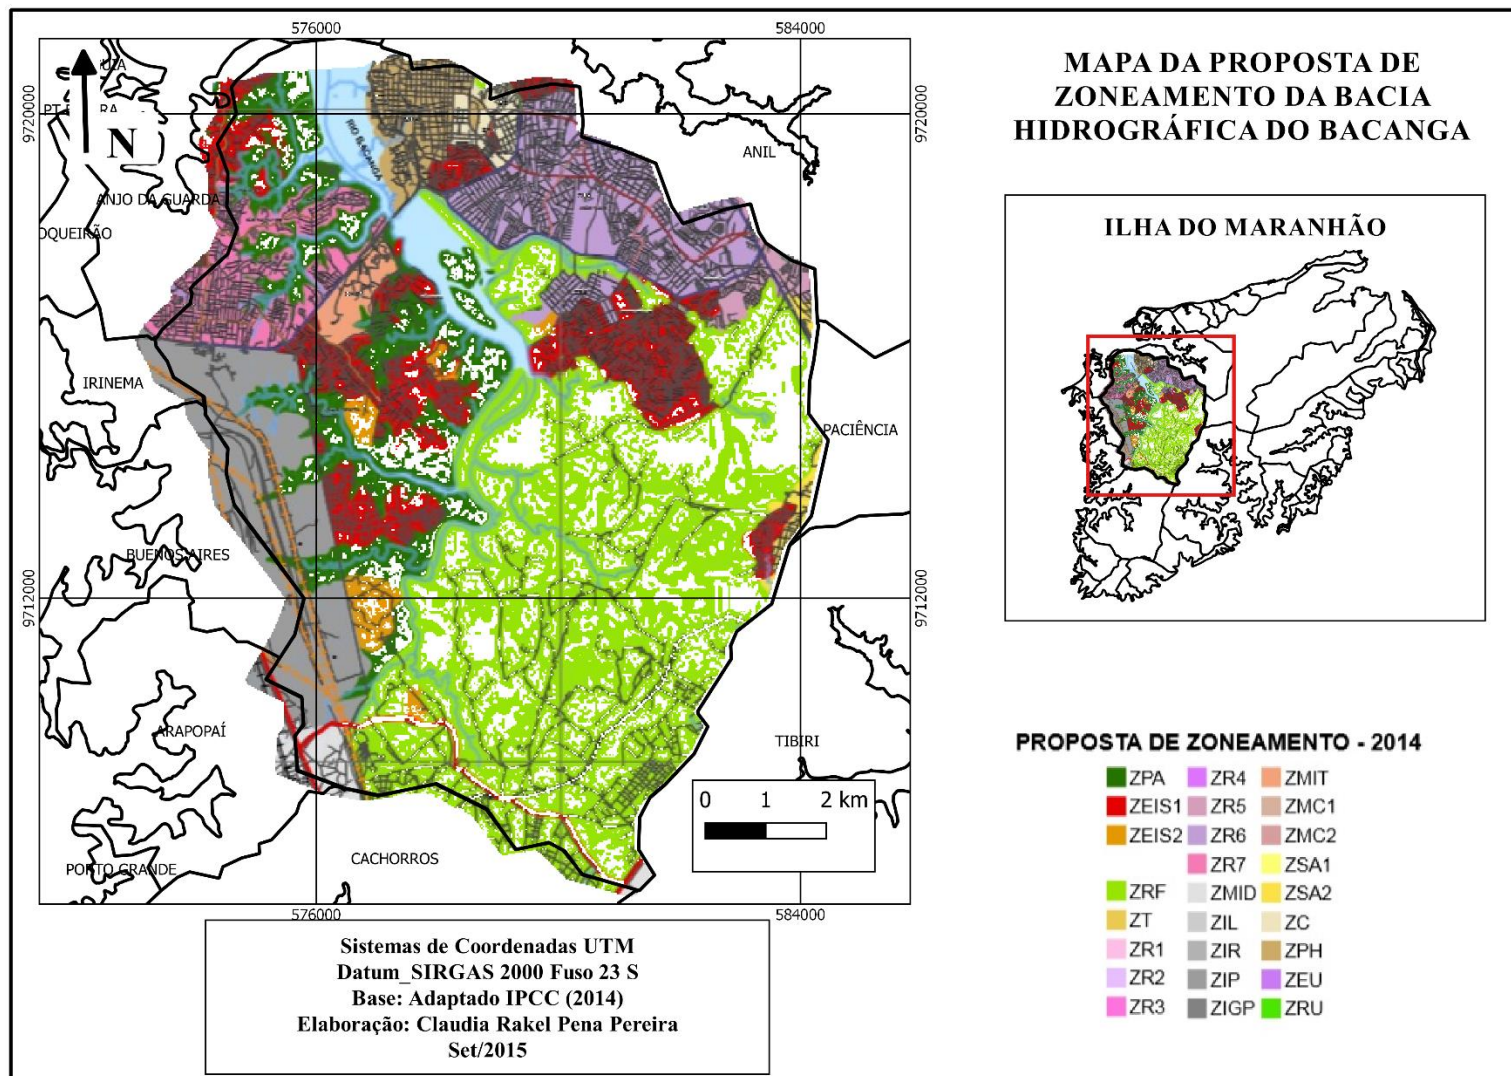 576000
584000
9720000
9720000
N
RIO BACANGA
ANIL
ANJO DA GUARDA
IRINEMA
PACIÊNCIA
BUENOS AIRES
9712000
9712000
ARAPOPAÍ
TIBIRI
0 1 2 km
PORTO GRANDE
CACHORROS
576000
584000
MAPA DA PROPOSTA DE
ZONEAMENTO DA BACIA
HIDROGRÁFICA DO BACANGA
ILHA DO MARANHÃO
PROPOSTA DE ZONEAMENTO - 2014
ZPA ZR4 ZMIT
ZEIS1 ZR5 ZMC1
ZEIS2 ZR6 ZMC2
ZR7 ZSA1
ZRF ZMID ZSA2
ZT ZIL ZC
ZR1 ZIR ZPH
ZR2 ZIP ZEU
ZR3 ZIGP ZRU
Sistemas de Coordenadas UTM
Datum_SIRGAS 2000 Fuso 23 S
Base: Adaptado IPCC (2014)
Elaboração: Claudia Rakel Pena Pereira
Set/2015